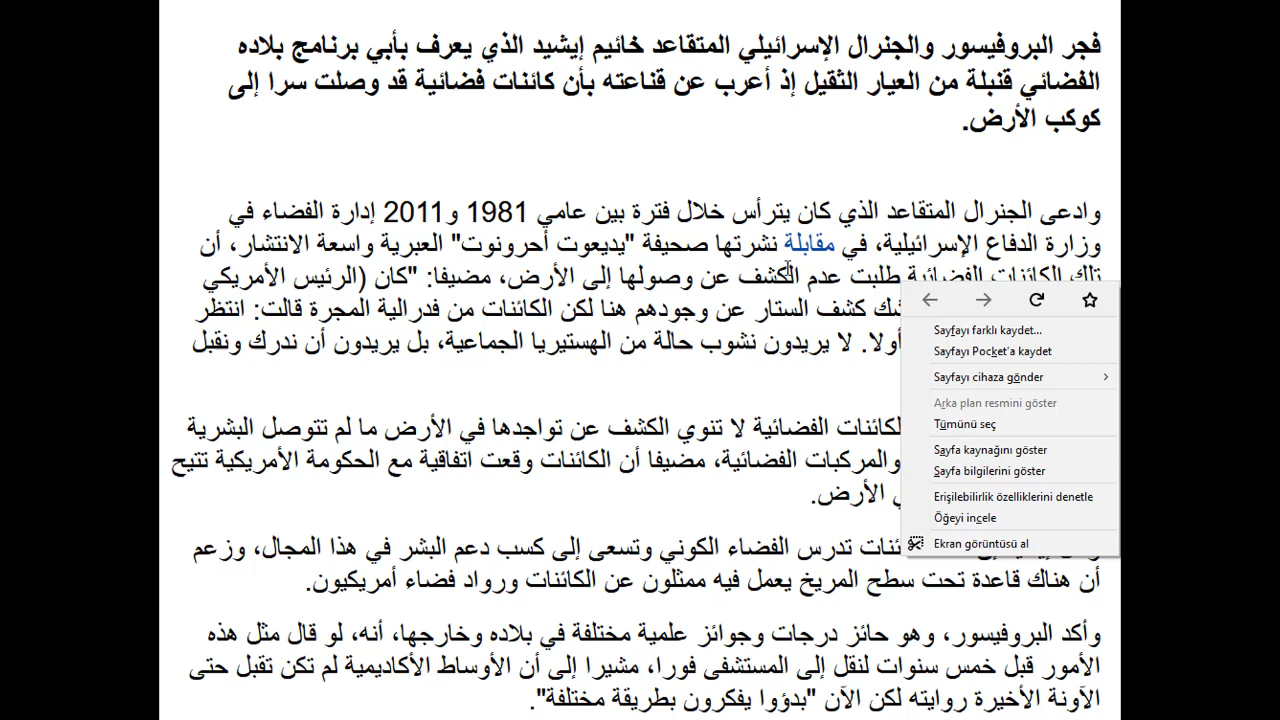 فجر البروفيسور والجنرال الإسرائيلي المتقاعد خائيم إيشيد الذي يعرف بأبي برنامج بلاده
الفضائي قنبلة من العيار الثقيل إذ أعرب عن قناعته بأن كائنات فضائية قد وصلت سرا إلى
كوكب الأرض.
وادعى الجنرال المتقاعد الذي كان يترأس خلال فترة بين عامي 1981 و2011 إدارة الفضاء في
وزارة الدفاع الإسرائيلية، في مقابلة نشرتها صحيفة "يديعوت أحرونوت" العبرية واسعة الانتشار، أن
تلك الكائنات الفضائية طلبت عدم الكشف عن وصولها إلى الأرض، مضيفا: "كان (الرئيس الأمريكي
كشف الستار عن وجودهم هنا لكن الكائنات من فدرالية المجرة قالت: انتظر
أولا. لا يريدون نشوب حالة من الهستيريا الجماعية، بل يريدون أن ندرك ونقبل
الكائنات الفضائية لا تنوي الكشف عن تواجدها في الأرض ما لم تتوصل البشرية
والمركبات الفضائية، مضيفا أن الكائنات وقعت اتفاقية مع الحكومة الأمريكية تتيح
الأرض.
تدرس الفضاء الكوني وتسعى إلى كسب دعم البشر في هذا المجال، وزعم
أن هناك قاعدة تحت سطح المريخ يعمل فيه ممثلون عن الكائنات ورواد فضاء أمريكيون.
وأكد البروفيسور، وهو حائز درجات وجوائز علمية مختلفة في بلاده وخارجها، أنه، لو قال مثل هذه
الأمور قبل خمس سنوات لنقل إلى المستشفى فورا، مشيرا إلى أن الأوساط الأكاديمية لم تكن تقبل حتى
الآونة الأخيرة روايته لكن الآن "بدؤوا يفكرون بطريقة مختلفة".
Sayfayı farklı kaydet...
Sayfayı Pocket'a kaydet
Sayfayı cihaza gönder
Arka plan resmini göster
Tümünü seç
Sayfa kaynağını göster
Sayfa bilgilerini göster
Erişilebilirlik özelliklerini denetle
Öğeyi incele
Ekran görüntüsü al